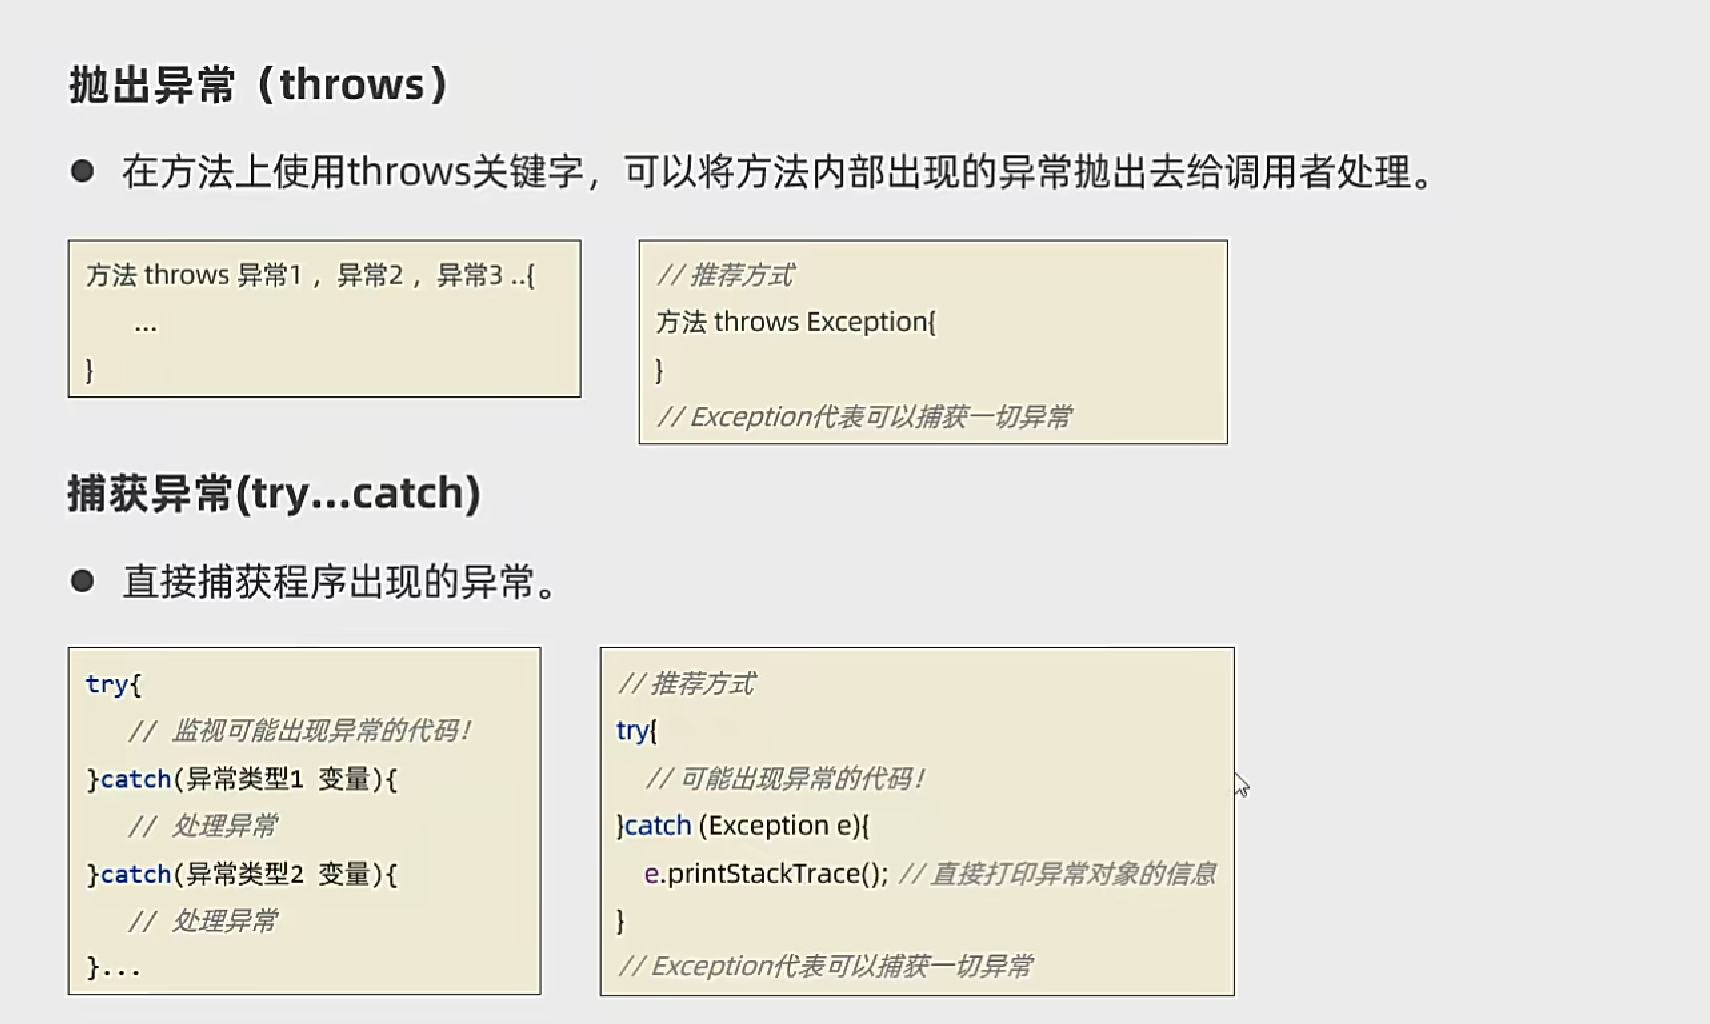 抛出异常（throws）
● 在方法上使用throws关键字，可以将方法内部出现的异常抛出去给调用者处理。
方法 throws 异常1 ，异常2 ，异常3 ..{
...
}
// 推荐方式
方法 throws Exception{
}
// Exception代表可以捕获一切异常
捕获异常(try...catch)
● 直接捕获程序出现的异常。
try{
// 监视可能出现异常的代码！
}catch(异常类型1 变量){
// 处理异常
}catch(异常类型2 变量){
// 处理异常
}...
// 推荐方式
try{
// 可能出现异常的代码！
}catch (Exception e){
e.printStackTrace(); // 直接打印异常对象的信息
}
// Exception代表可以捕获一切异常